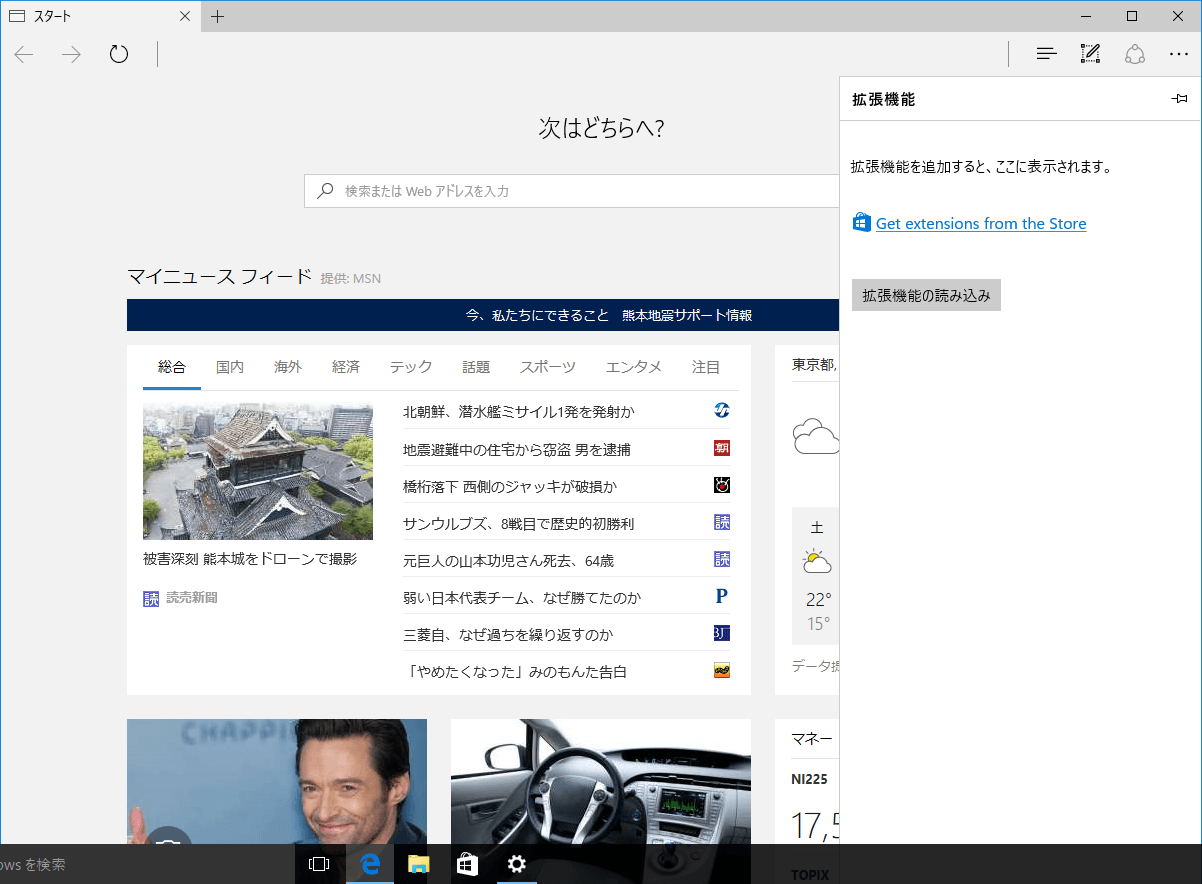 スタート
拡張機能
拡張機能を追加すると、ここに表示されます。
Get extensions from the Store
拡張機能の読み込み
次はどちらへ?
検索または Web アドレスを入力
マイニュース フィード 提供: MSN
今、私たちにできること 熊本地震サポート情報
総合 国内 海外 経済 テック 話題 スポーツ エンタメ 注目
被害深刻 熊本城をドローンで撮影
読 読売新聞
北朝鮮、潜水艦ミサイル1発を発射か
地震避難中の住宅から窃盗 男を逮捕 朝
橋桁落下 西側のジャッキが破損か
サンウルブズ、8戦目で歴史的初勝利 読
元巨人の山本功児さん死去、64歳 読
弱い日本代表チーム、なぜ勝てたのか P
三菱自、なぜ過ちを繰り返すのか BJ
「やめたくなった」みのもんた告白
東京都,
土
22°
15°
データ提
CHAPPI
マネー
NI225
17,5
TOPIX
ows を検索